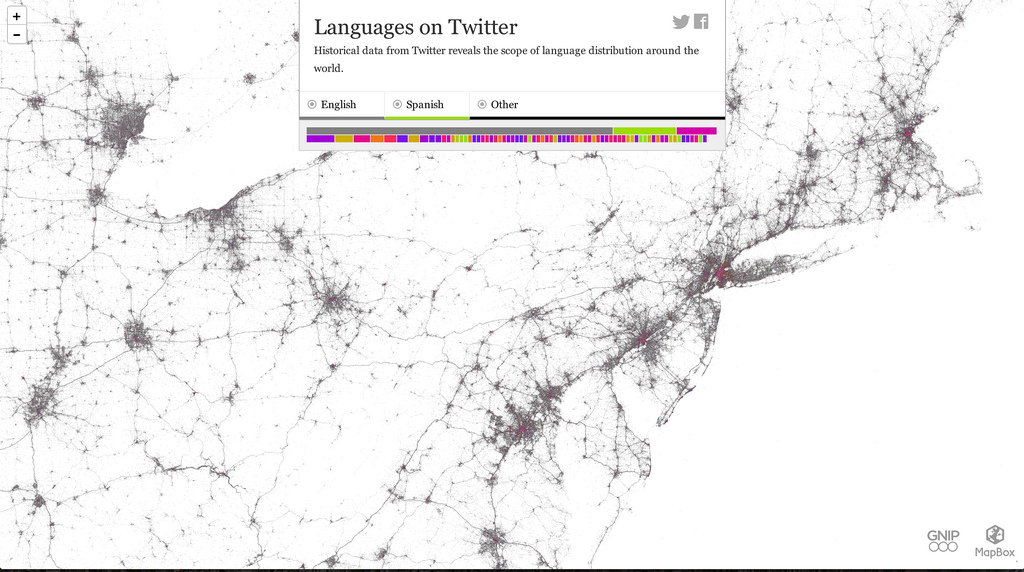 +
Languages on Twitter
−
Historical data from Twitter reveals the scope of language distribution around the
world.
English
Spanish
Other
GNIP
MapBox